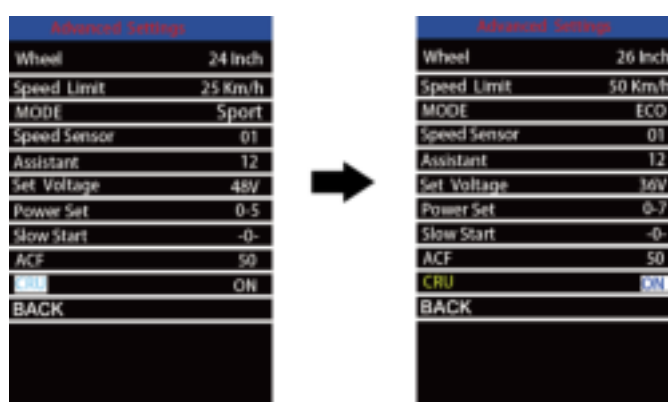 Advanced Settings
Wheel 24 Inch
Speed Limit 25 Km/h
MODE Sport
Speed Sensor 01
Assistant 12
Set Voltage 48V
Power Set 0-5
Slow Start -0-
ACF 50
CRU ON
BACK
Advanced Settings
Wheel 26 Inch
Speed Limit 50 Km/h
MODE ECO
Speed Sensor 01
Assistant 12
Set Voltage 36V
Power Set 0-7
Slow Start -0-
ACF 50
CRU ON
BACK